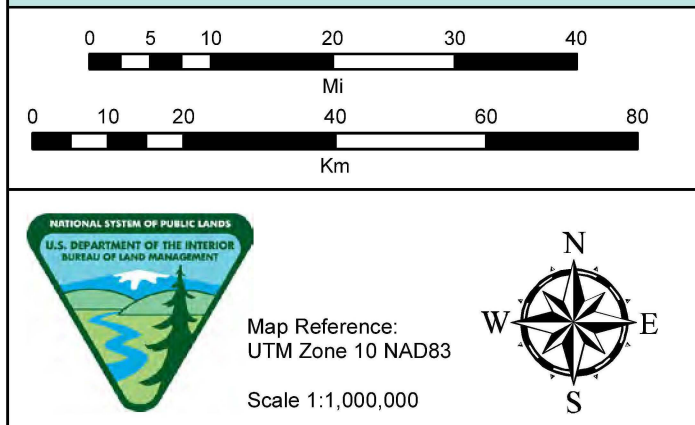 0 5 10 20 30 40
Mi
0 10 20 40 60 80
Km
NATIONAL SYSTEM OF PUBLIC LANDS
U.S. DEPARTMENT OF THE INTERIOR
BUREAU OF LAND MANAGEMENT
Map Reference:
UTM Zone 10 NAD83
Scale 1:1,000,000
N
W E
S